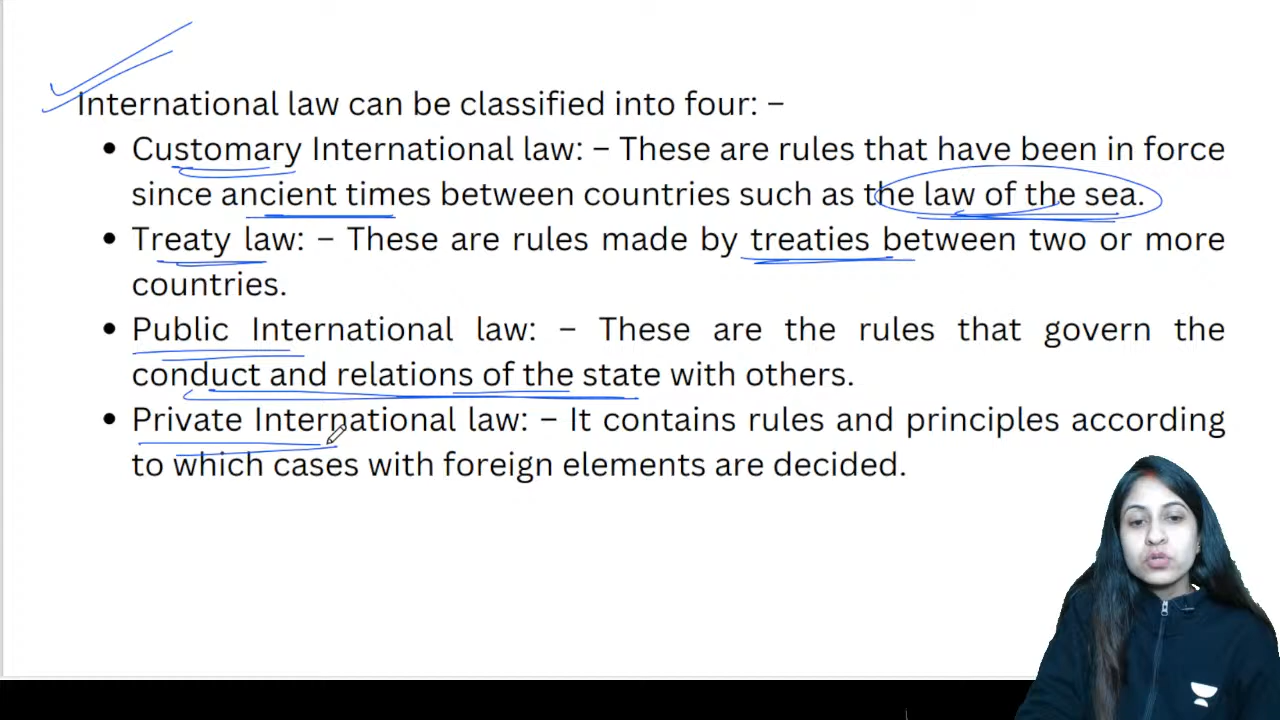 International law can be classified into four: –
• Customary International law: – These are rules that have been in force
since ancient times between countries such as the law of the sea.
• Treaty law: – These are rules made by treaties between two or more
countries.
• Public International law: – These are the rules that govern the
conduct and relations of the state with others.
• Private International law: – It contains rules and principles according
to which cases with foreign elements are decided.